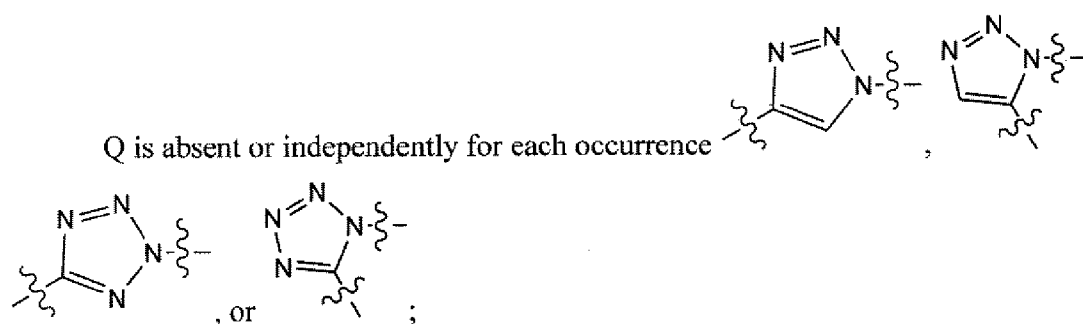 Q is absent or independently for each occurrence N N N , N N N
N N N N , or N N N N ;